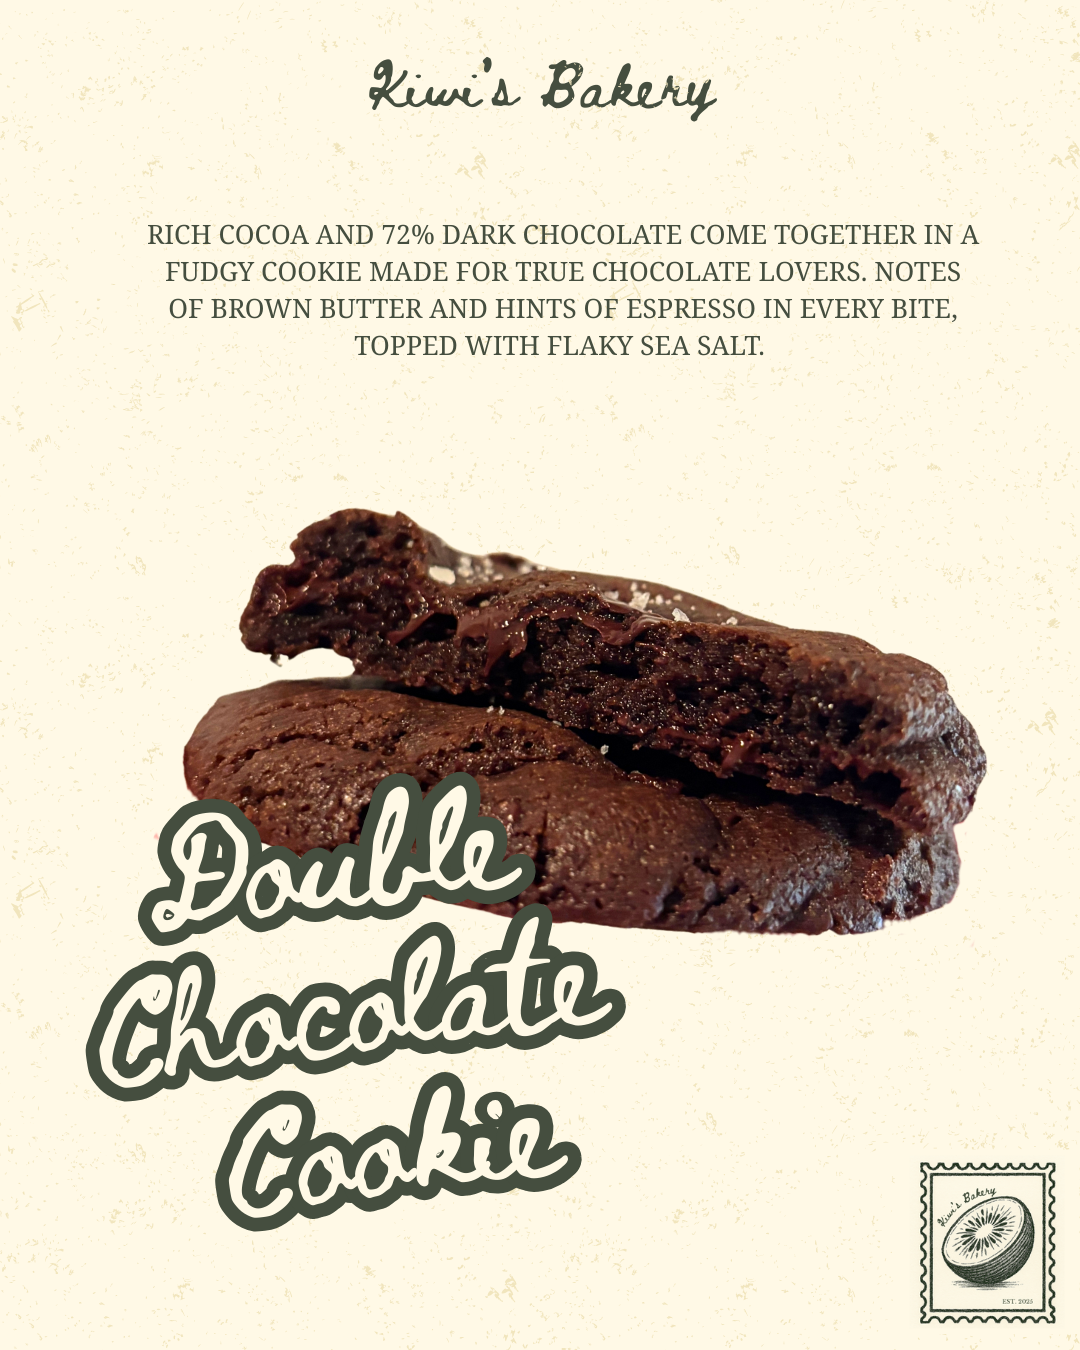 Kiwi's Bakery
RICH COCOA AND 72% DARK CHOCOLATE COME TOGETHER IN A
FUDGY COOKIE MADE FOR TRUE CHOCOLATE LOVERS. NOTES
OF BROWN BUTTER AND HINTS OF ESPRESSO IN EVERY BITE,
TOPPED WITH FLAKY SEA SALT.
Double
Chocolate
Cookie
Kiwi's Bakery
EST. 2025